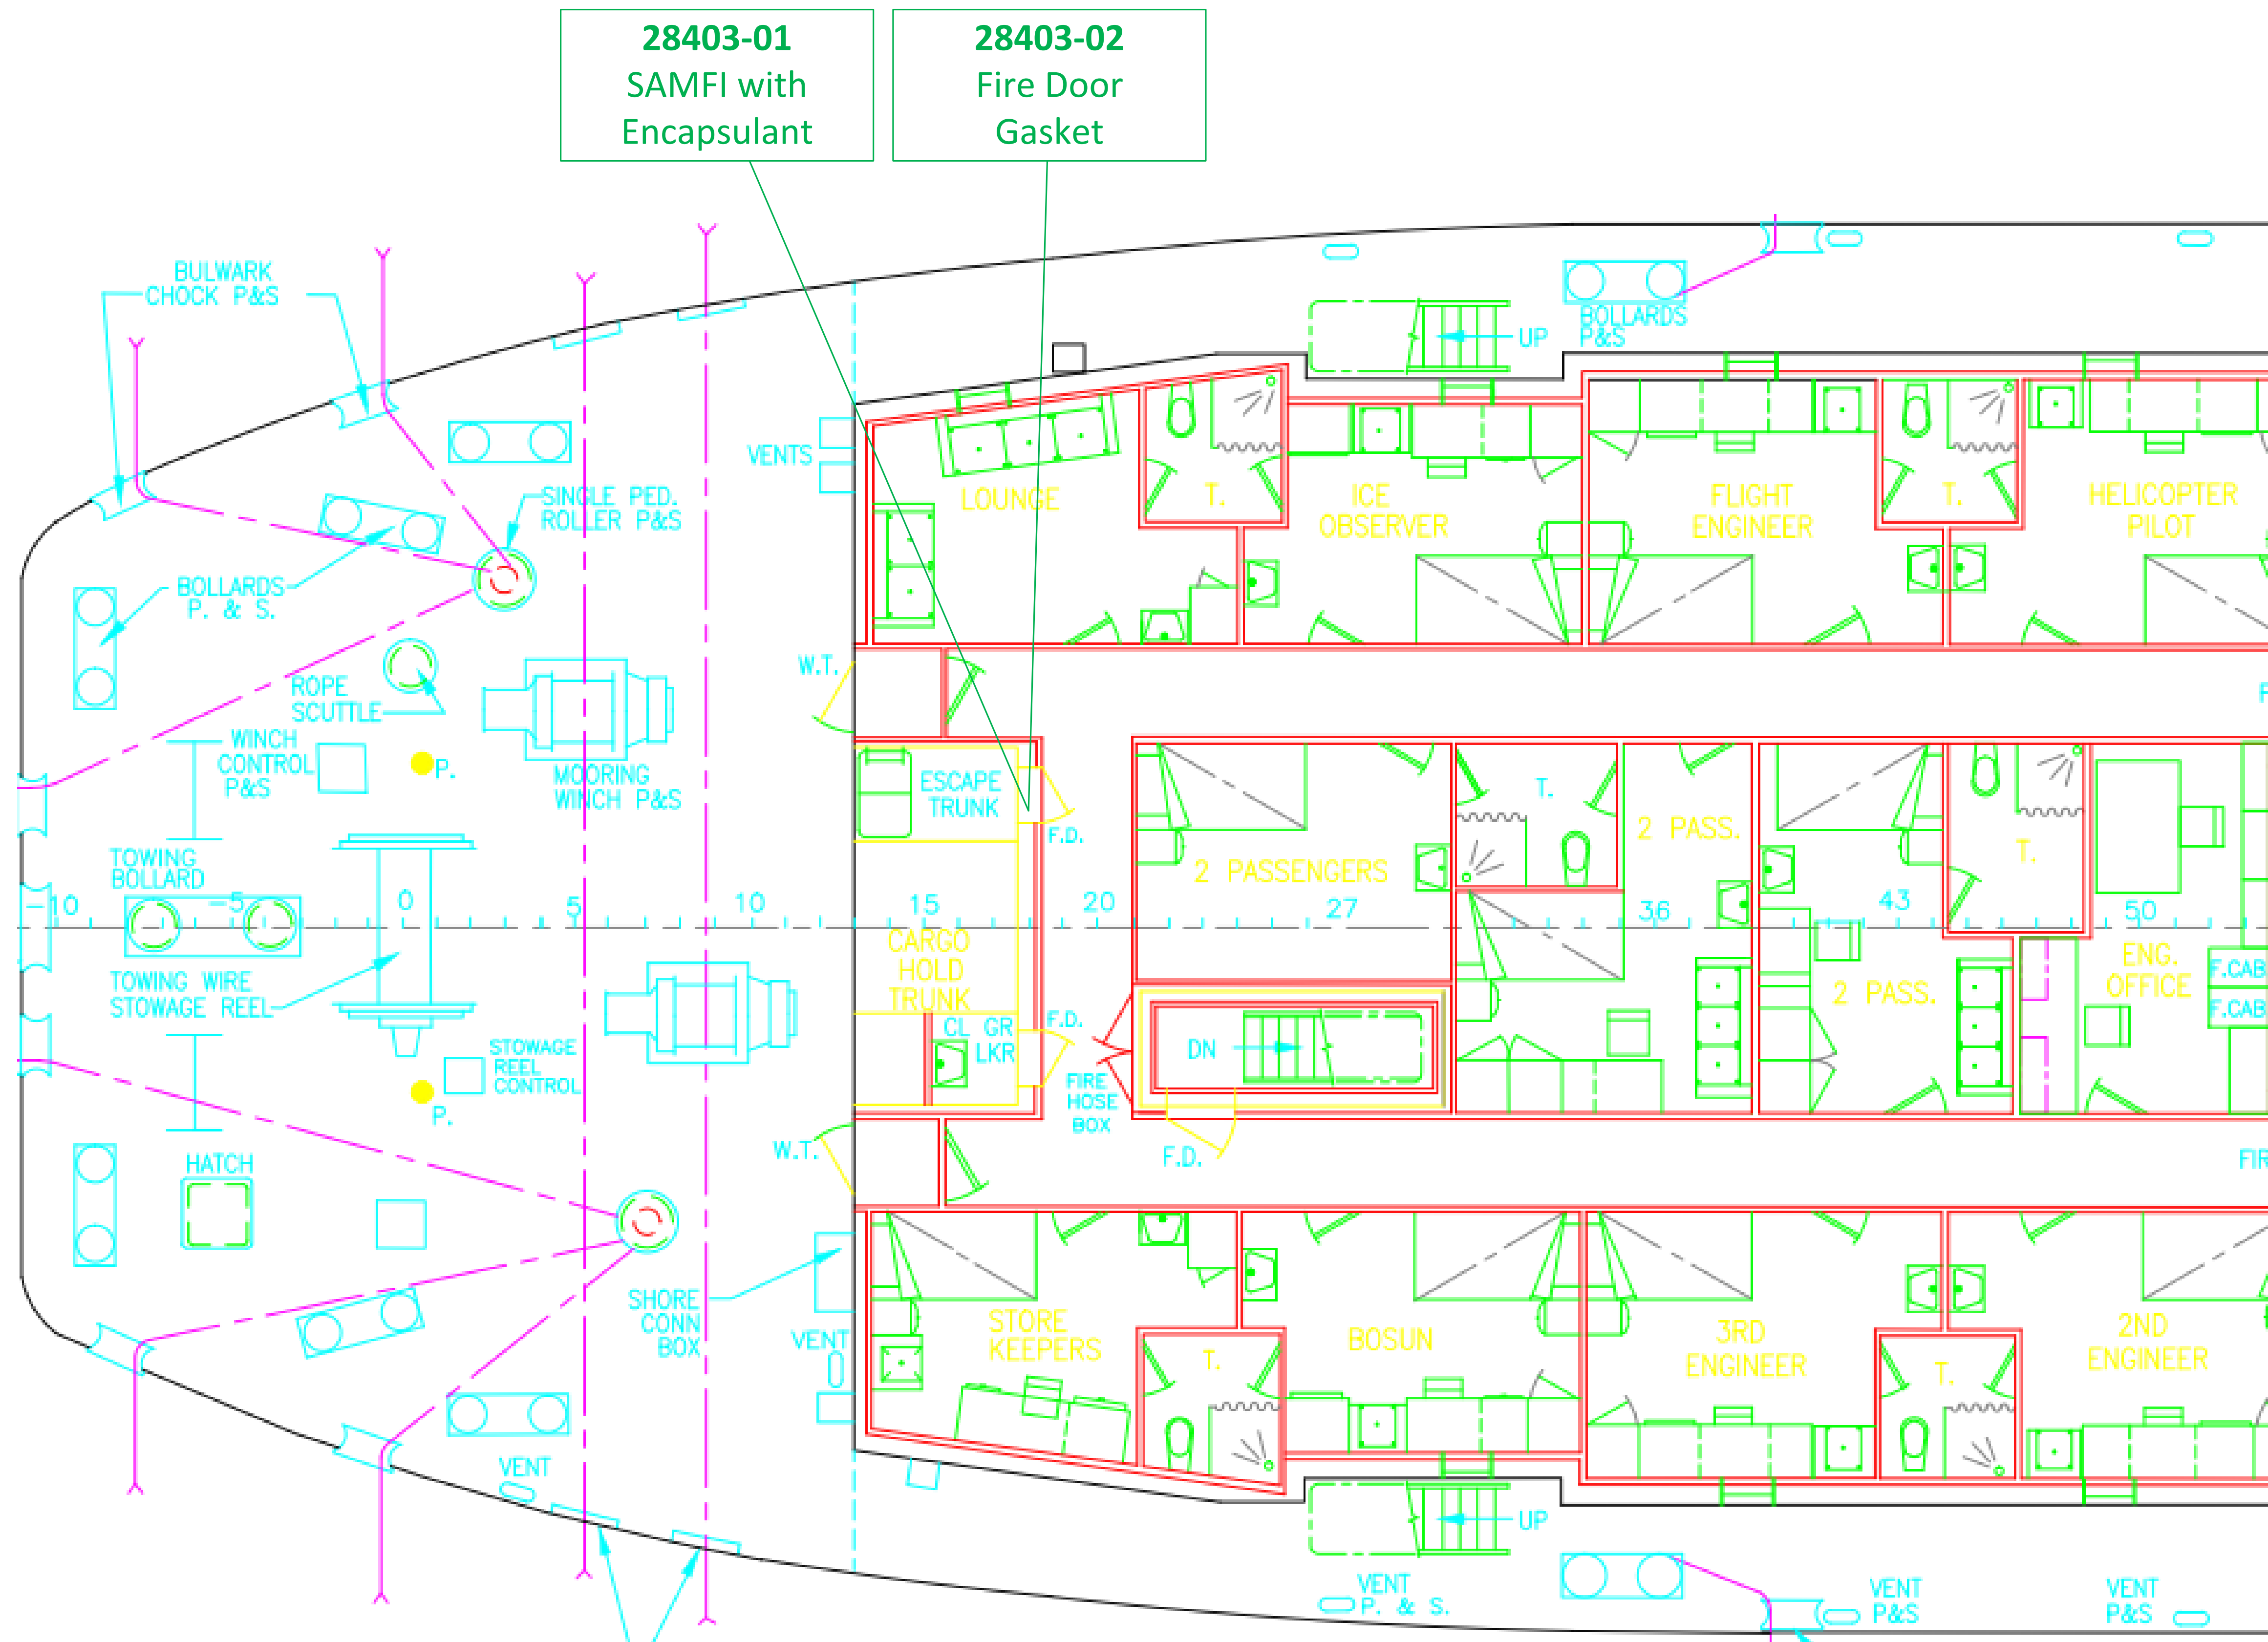 28403-01
SAMFI with
Encapsulant
28403-02
Fire Door
Gasket
BULWARK
CHOCK P&S
BOLLARDS
P&S
UP
VENTS
SINGLE PED.
ROLLER P&S
LOUNGE
T.
ICE
OBSERVER
FLIGHT
ENGINEER
T.
HELICOPTER
PILOT
BOLLARDS
P. & S.
ROPE
SCUTTLE
W.T.
WINCH
CONTROL
P&S
P.
MOORING
WINCH P&S
ESCAPE
TRUNK
F.D.
T.
2 PASS.
T.
2 PASSENGERS
TOWING
BOLLARD
-10
-5
0
5
10
15
20
27
36
43
50
CARGO
HOLD
TRUNK
TOWING WIRE
STOWAGE REEL
2 PASS.
ENG.
OFFICE
F.CAB
F.CAB
CL GR
LKR
F.D.
DN
STOWAGE
REEL
CONTROL
P.
FIRE
HOSE
BOX
F.D.
W.T.
HATCH
FIR
SHORE
CONN
BOX
VENT
STORE
KEEPERS
T.
BOSUN
3RD
ENGINEER
T.
2ND
ENGINEER
VENT
UP
VENT
P. & S.
VENT
P&S
VENT
P&S